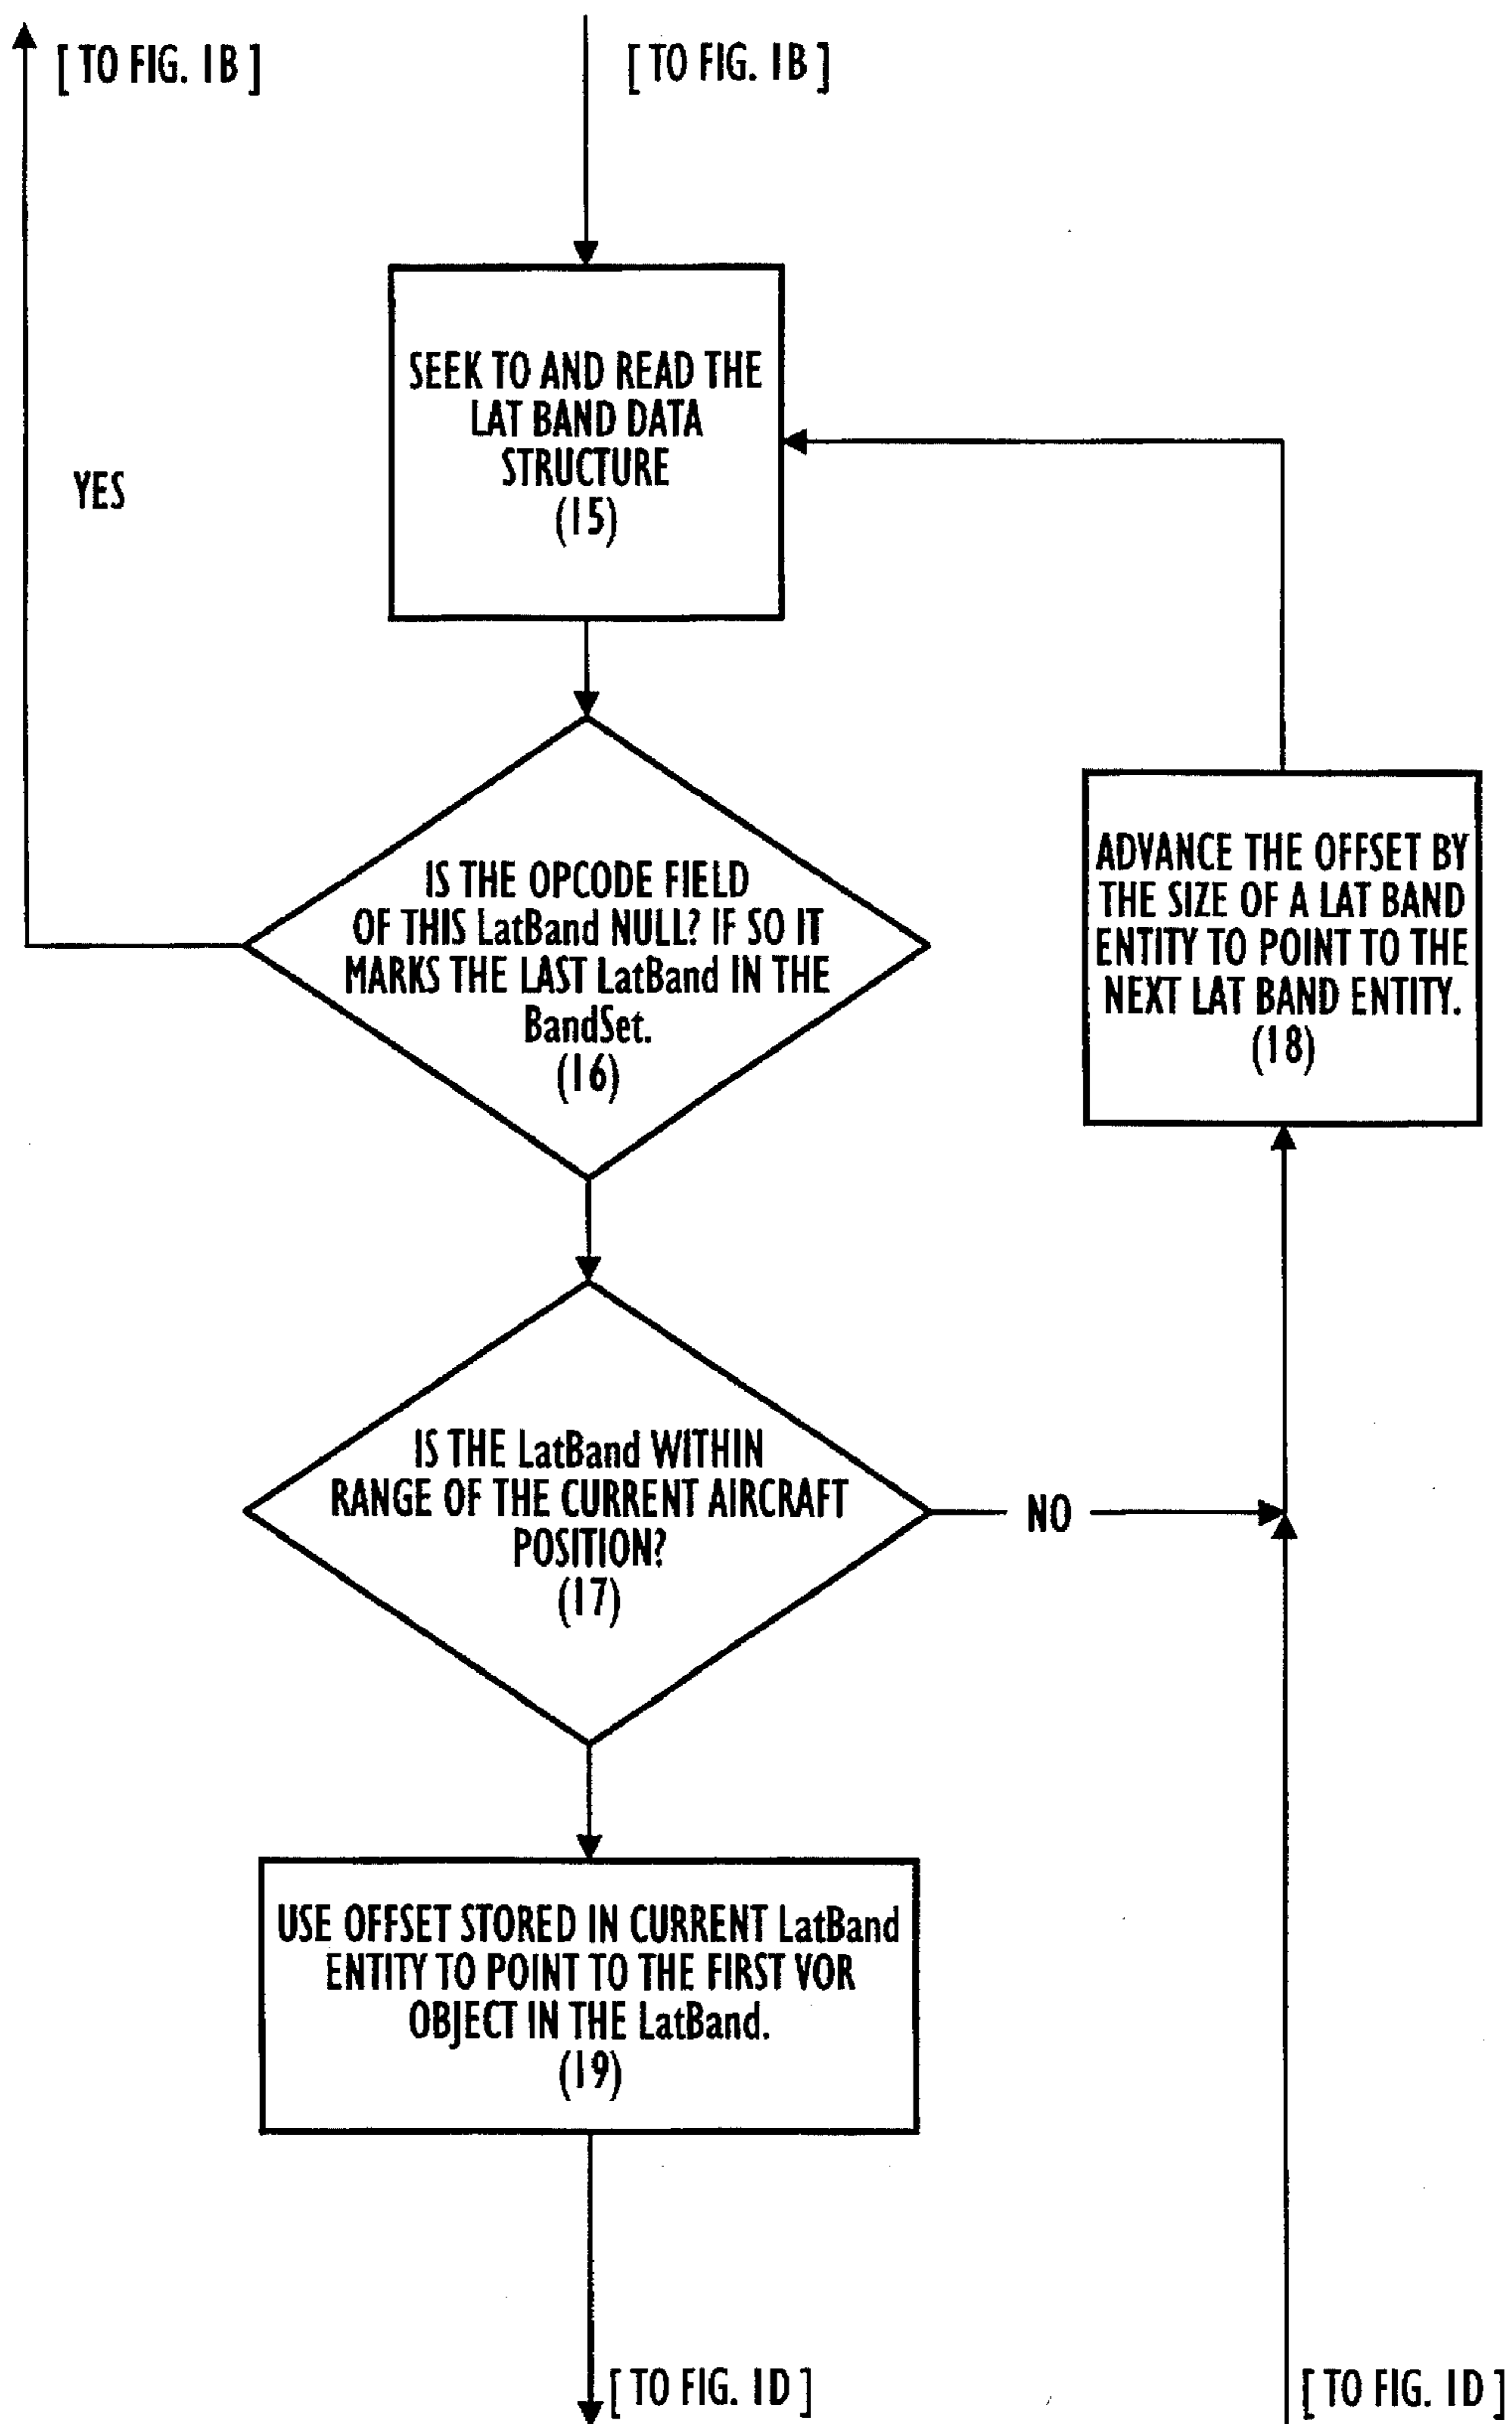 [ TO FIG. 1B ]
[ TO FIG. 1B ]
SEEK TO AND READ THE
LAT BAND DATA
STRUCTURE
(15)
YES
IS THE OPCODE FIELD
OF THIS LatBand NULL? IF SO IT
MARKS THE LAST LatBand IN THE
BandSet.
(16)
ADVANCE THE OFFSET BY
THE SIZE OF A LAT BAND
ENTITY TO POINT TO THE
NEXT LAT BAND ENTITY.
(18)
IS THE LatBand WITHIN
RANGE OF THE CURRENT AIRCRAFT
POSITION?
(17)
NO
USE OFFSET STORED IN CURRENT LatBand
ENTITY TO POINT TO THE FIRST VOR
OBJECT IN THE LatBand.
(19)
[ TO FIG. 1D ]
[ TO FIG. 1D ]